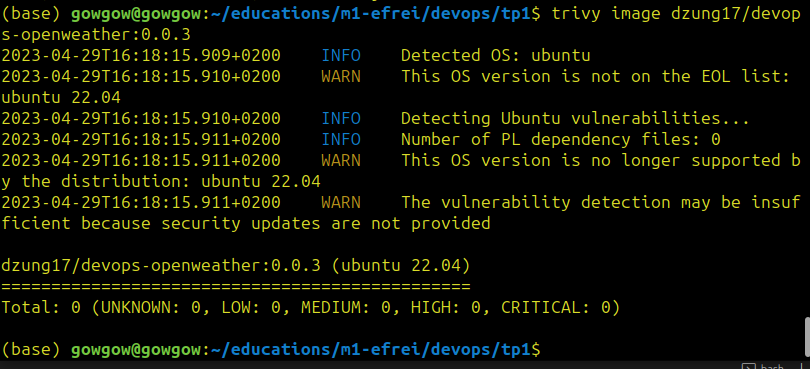 (base) gowgow@gowgow:~/educations/m1-efrei/devops/tp1$ trivy image dzung17/devop
s-openweather:0.0.3
2023-04-29T16:18:15.909+0200    INFO    Detected OS: ubuntu
2023-04-29T16:18:15.910+0200    WARN    This OS version is not on the EOL list:
ubuntu 22.04
2023-04-29T16:18:15.910+0200    INFO    Detecting Ubuntu vulnerabilities...
2023-04-29T16:18:15.911+0200    INFO    Number of PL dependency files: 0
2023-04-29T16:18:15.911+0200    WARN    This OS version is no longer supported b
y the distribution: ubuntu 22.04
2023-04-29T16:18:15.911+0200    WARN    The vulnerability detection may be insuf
ficient because security updates are not provided
dzung17/devops-openweather:0.0.3 (ubuntu 22.04)
===============================================
Total: 0 (UNKNOWN: 0, LOW: 0, MEDIUM: 0, HIGH: 0, CRITICAL: 0)
(base) gowgow@gowgow:~/educations/m1-efrei/devops/tp1$
bash